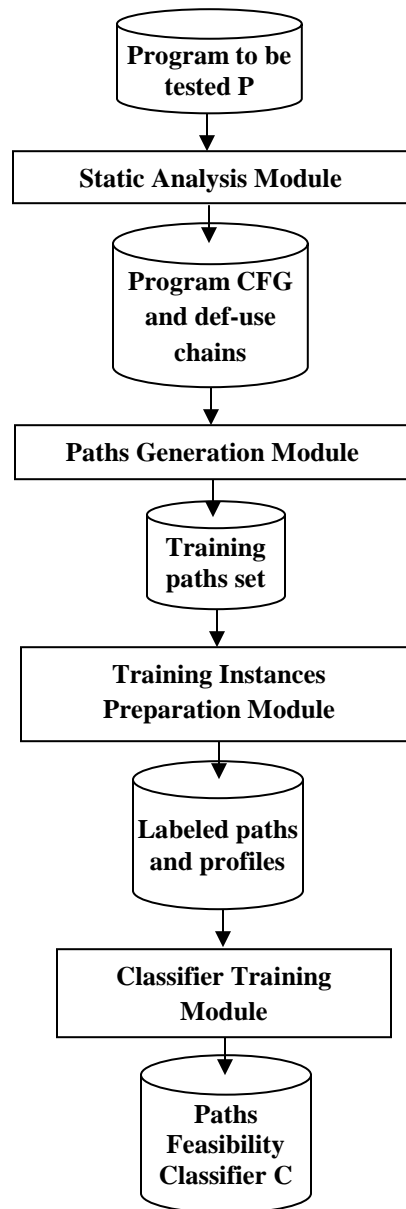 Program to be
tested P
Static Analysis Module
Program CFG
and def-use
chains
Paths Generation Module
Training
paths set
Training Instances
Preparation Module
Labeled paths
and profiles
Classifier Training
Module
Paths
Feasibility
Classifier C